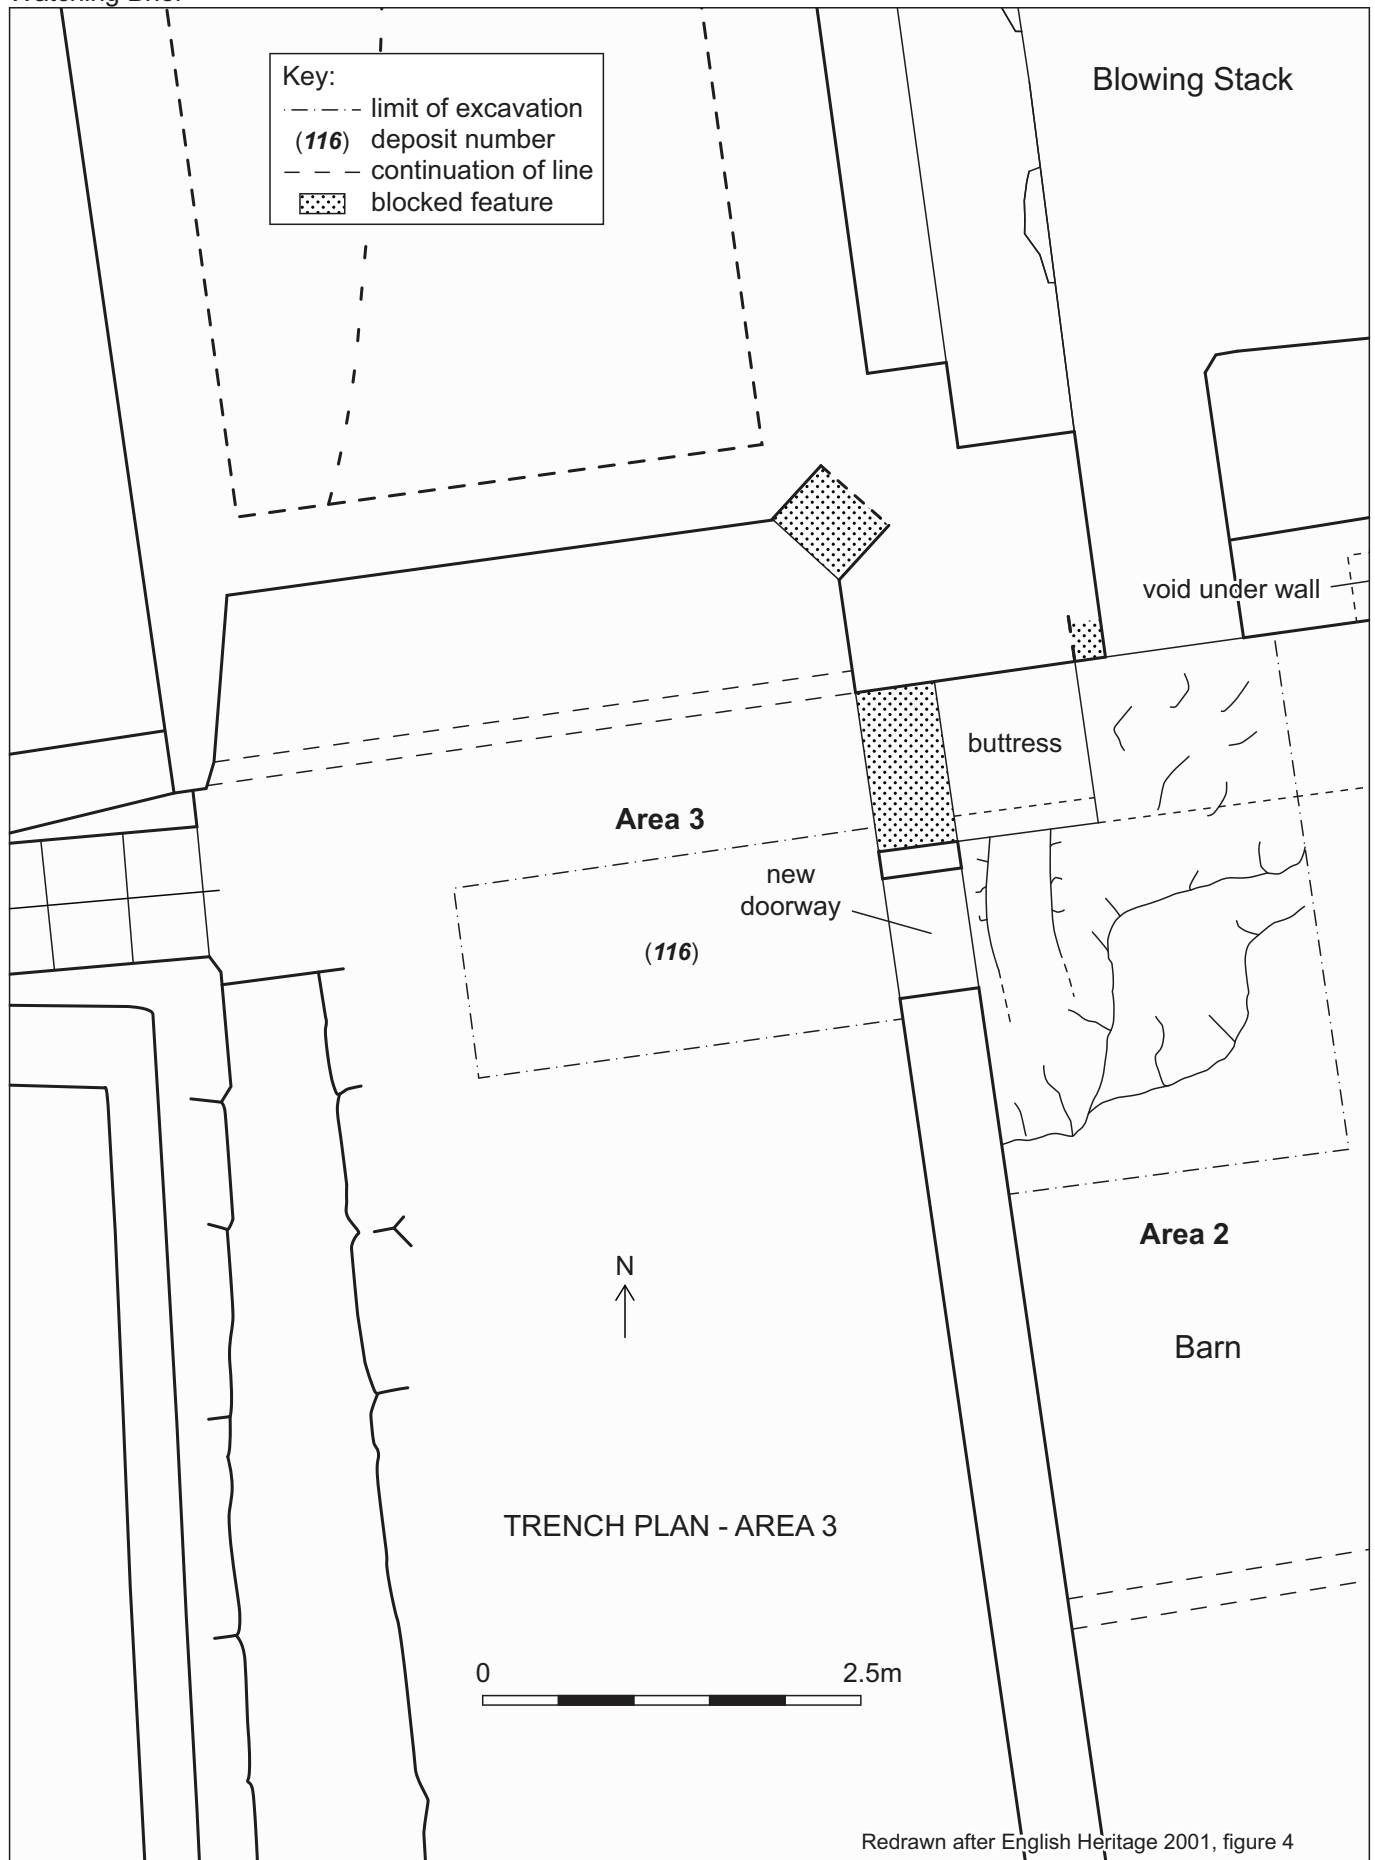 Watching Brief
Key:
limit of excavation
(116) deposit number
continuation of line
blocked feature
Blowing Stack
void under wall
buttress
Area 3
new
doorway
(116)
Area 2
N
Barn
TRENCH PLAN - AREA 3
0 2.5m
Redrawn after English Heritage 2001, figure 4